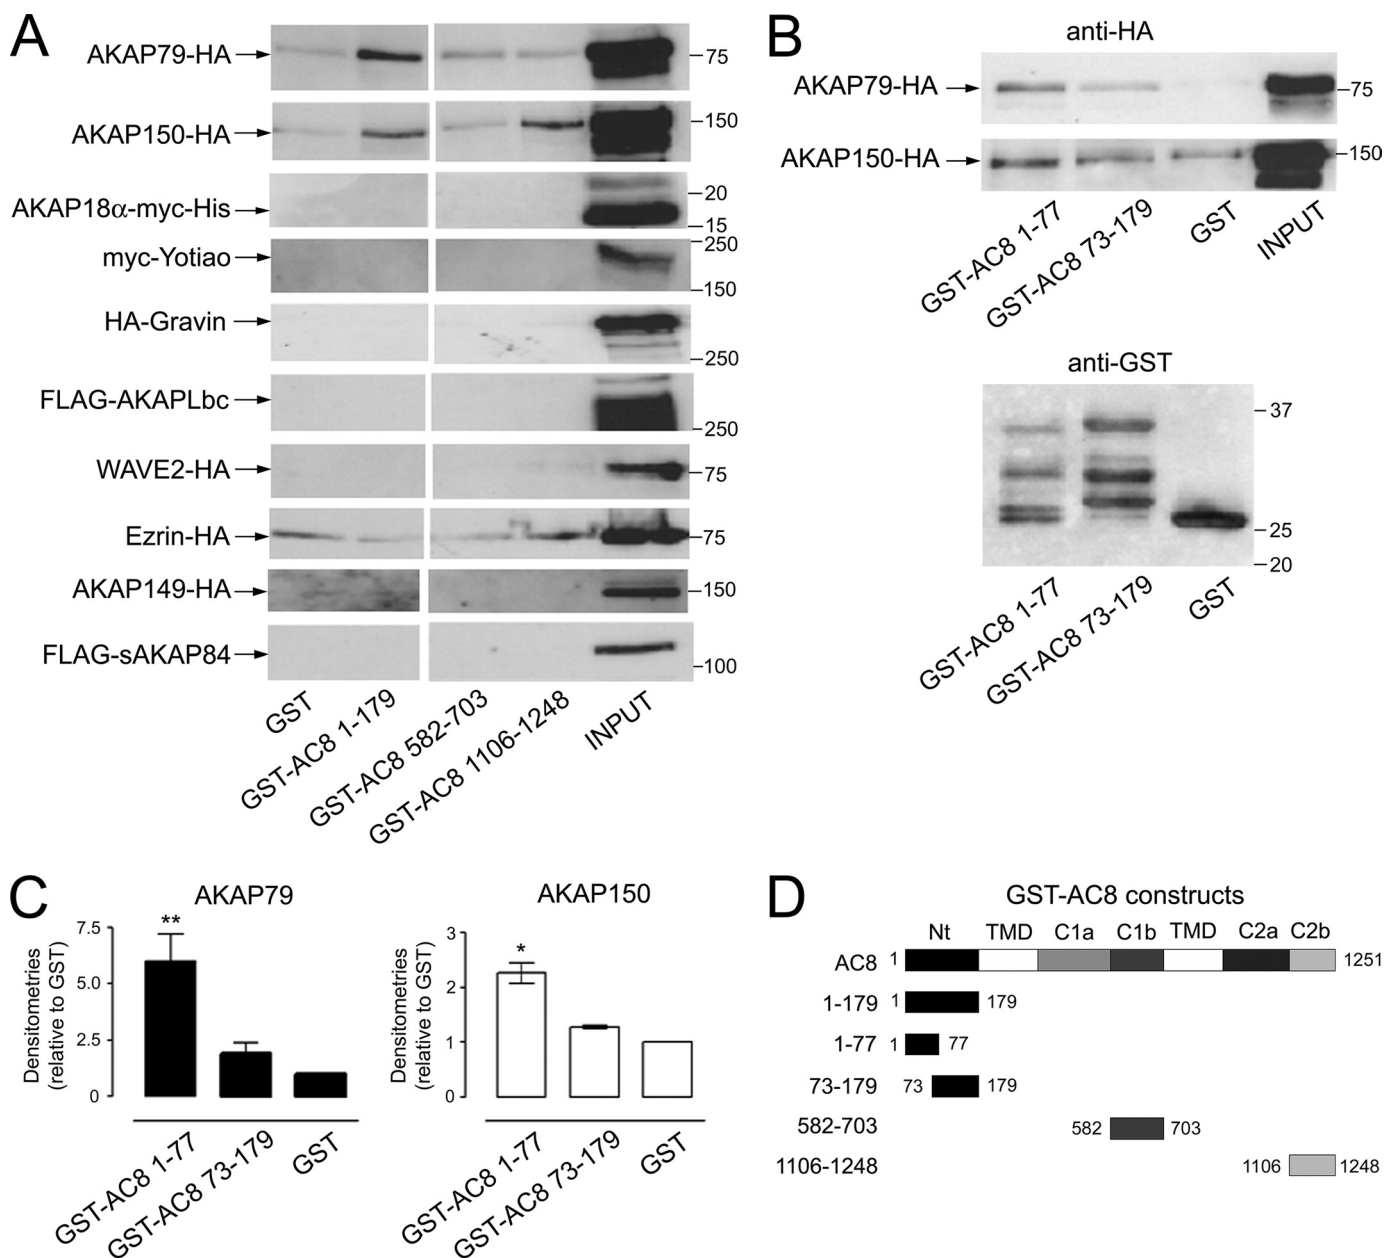 A
AKAP79-HA
75
AKAP150-HA
150
AKAP18α-myc-His
20
15
myc-Yotiao
250
150
HA-Gravin
250
FLAG-AKAPLbc
250
WAVE2-HA
75
Ezrin-HA
75
AKAP149-HA
150
FLAG-sAKAP84
100
GST
GST-AC8 1-179
GST-AC8 582-703
GST-AC8 1106-1248
INPUT
B
anti-HA
AKAP79-HA
75
AKAP150-HA
150
GST-AC8 1-77
GST-AC8 73-179
GST
INPUT
anti-GST
37
25
20
GST-AC8 1-77
GST-AC8 73-179
GST
C
AKAP79
Densitometries
(relative to GST)
7.5
5.0
2.5
0
**
GST-AC8 1-77
GST-AC8 73-179
GST
AKAP150
Densitometries
(relative to GST)
3
2
1
0
*
GST-AC8 1-77
GST-AC8 73-179
GST
D
GST-AC8 constructs
Nt TMD C1a C1b TMD C2a C2b
AC8 1 1251
1-179 1 179
1-77 1 77
73-179 73 179
582-703 582 703
1106-1248 1106 1248